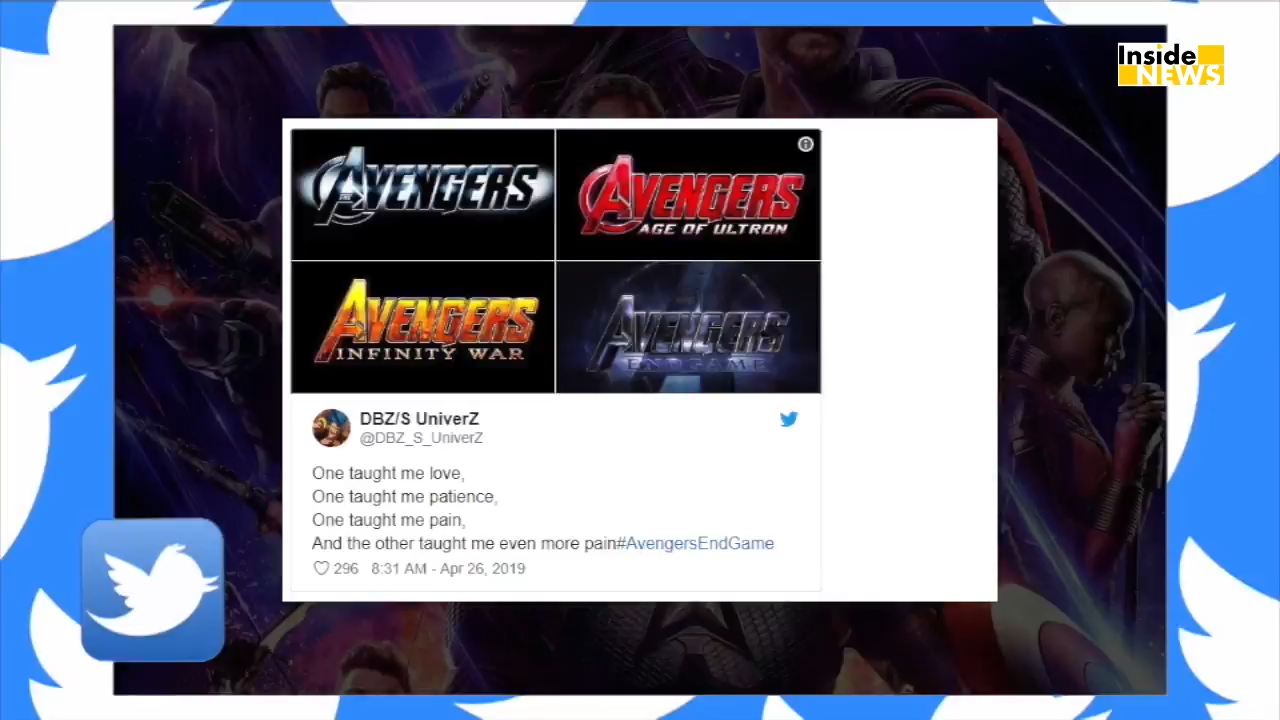 Inside
NEWS
THE AVENGERS
AVENGERS
AGE OF ULTRON
AVENGERS
INFINITY WAR
AVENGERS
ENDGAME
DBZ/S UniverZ
@DBZ_S_UniverZ
One taught me love,
One taught me patience,
One taught me pain,
And the other taught me even more pain#AvengersEndGame
296 8:31 AM - Apr 26, 2019